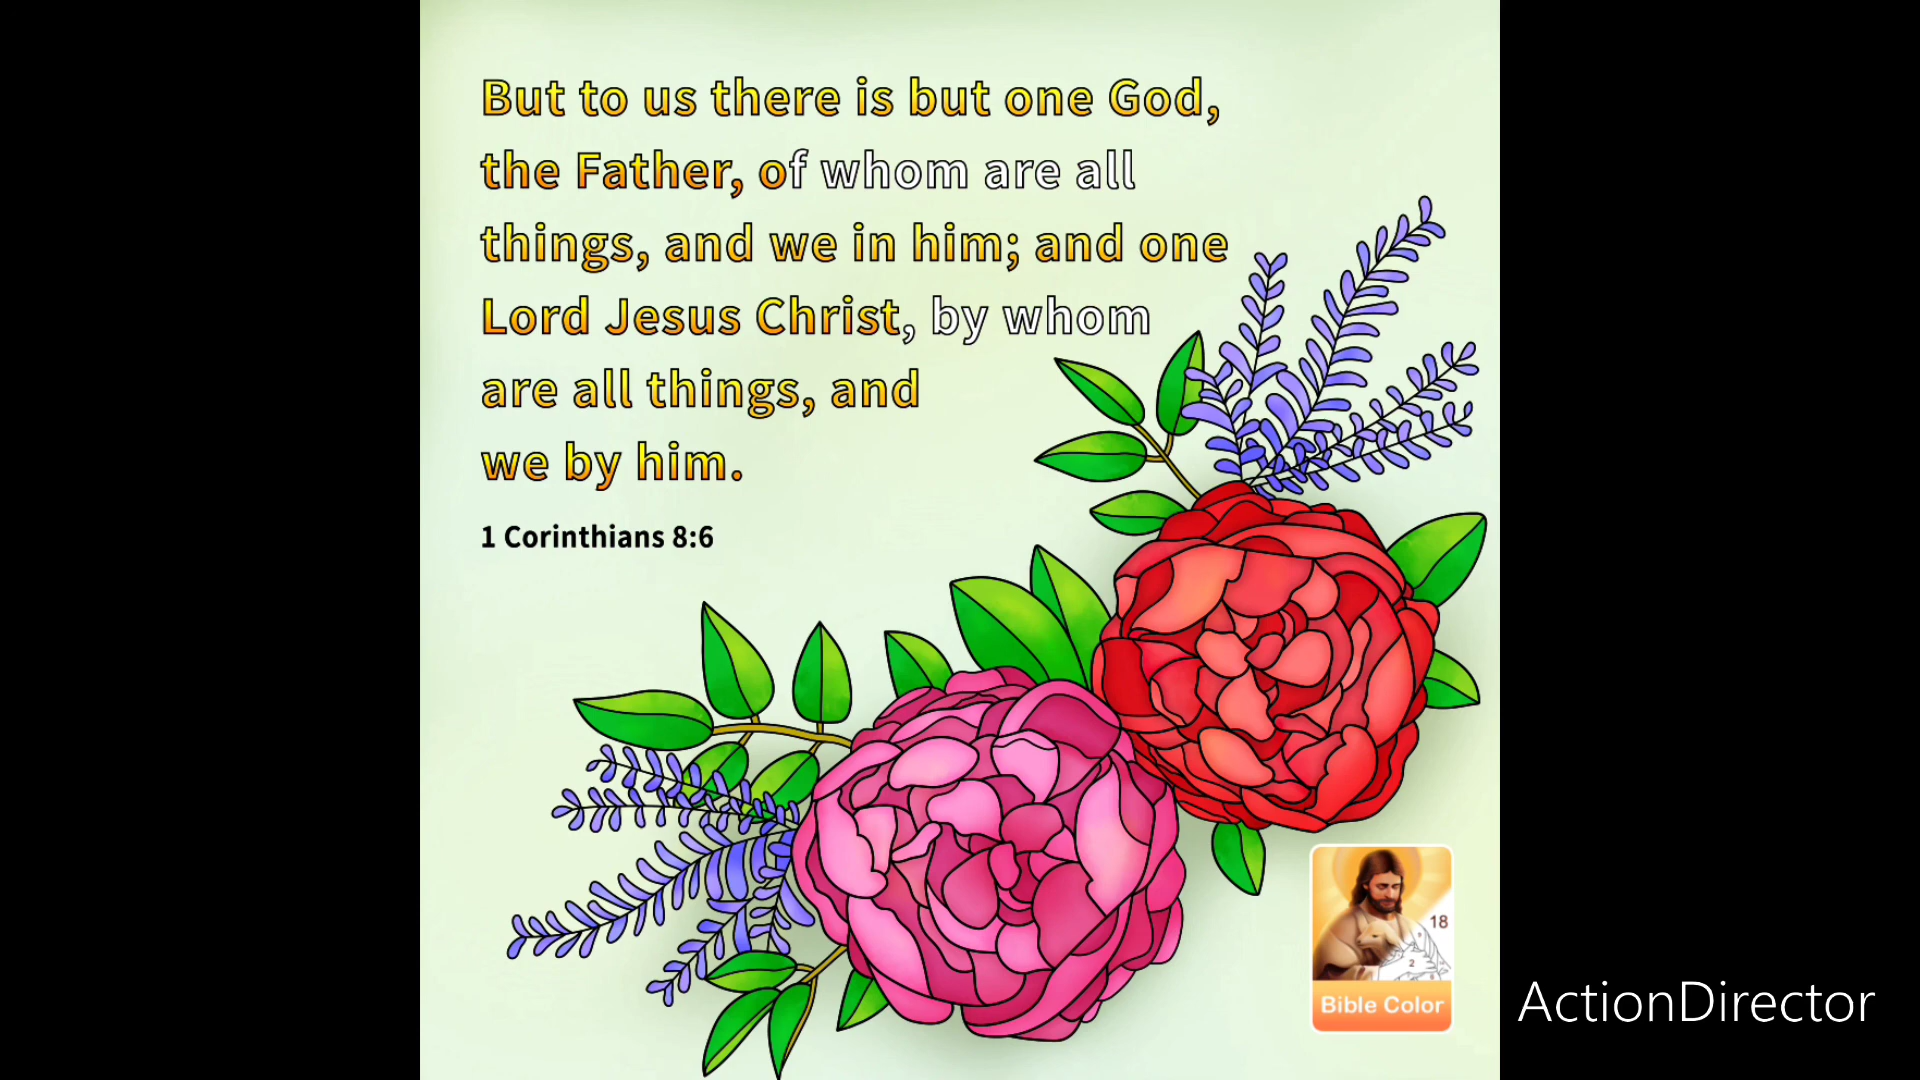 But to us there is but one God,
the Father, of whom are all
things, and we in him; and one
Lord Jesus Christ, by whom
are all things, and
we by him.
1 Corinthians 8:6
18
2
Bible Color
ActionDirector